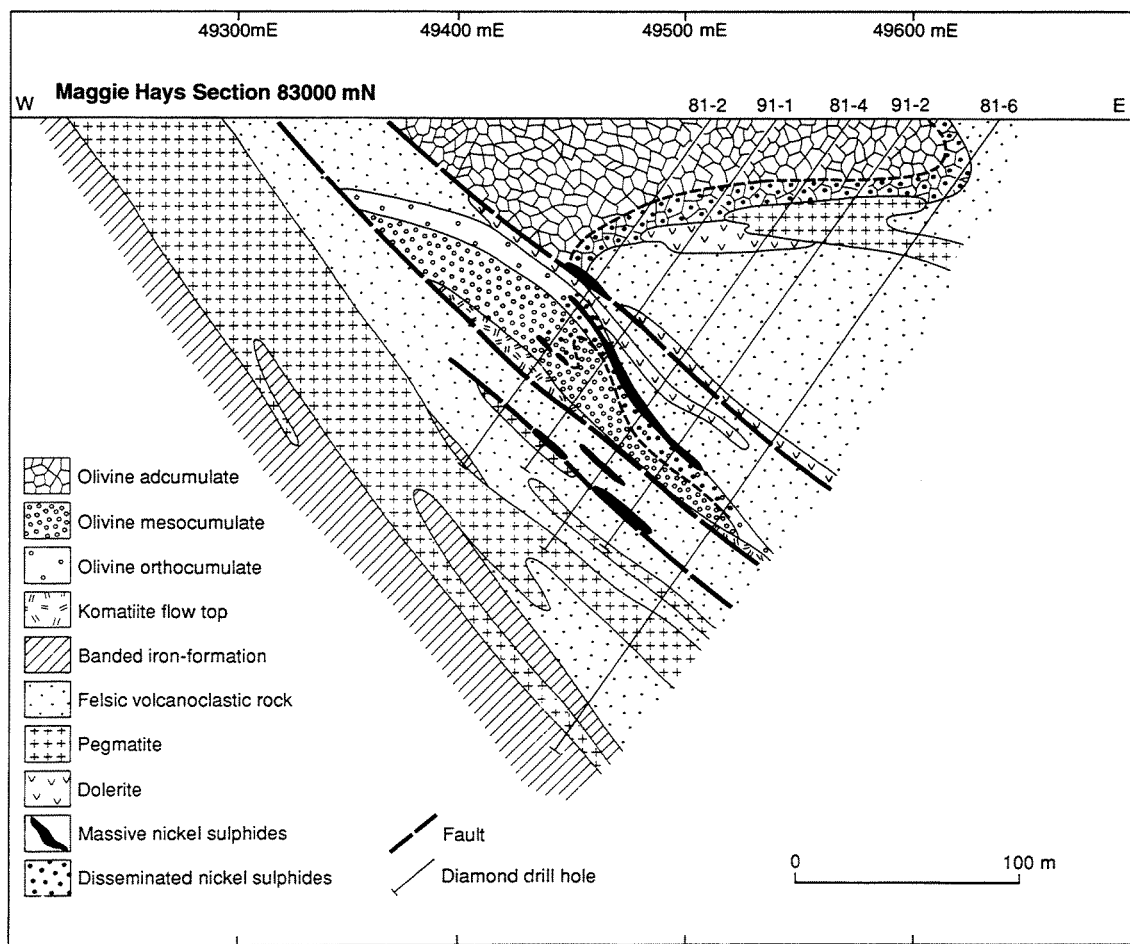 49300mE 49400 mE 49500 mE 49600 mE
Maggie Hays Section 83000 mN
W 81-2 91-1 81-4 91-2 81-6 E
Olivine adcumulate
Olivine mesocumulate
Olivine orthocumulate
Komatiite flow top
Banded iron-formation
Felsic volcanoclastic rock
Pegmatite
Dolerite
Massive nickel sulphides
Disseminated nickel sulphides
Fault
Diamond drill hole
0 100 m